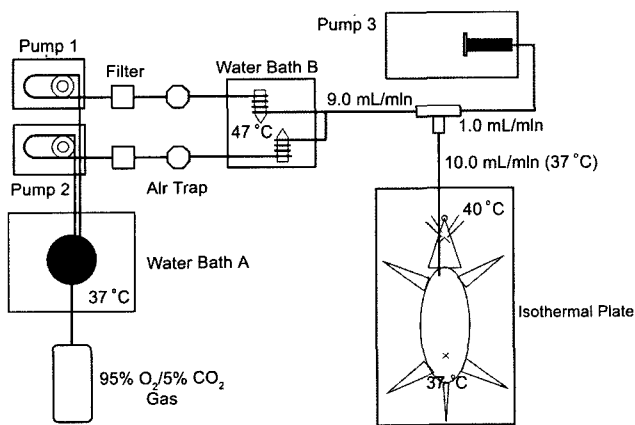 Pump 1
Filter
Water Bath B
Pump 3
9.0 mL/mln
47 °C
1.0 mL/mln
Pump 2
Alr Trap
10.0 mL/mln (37 °C)
40 °C
Water Bath A
37 °C
Isothermal Plate
95% O2/5% CO2
Gas
37 °C